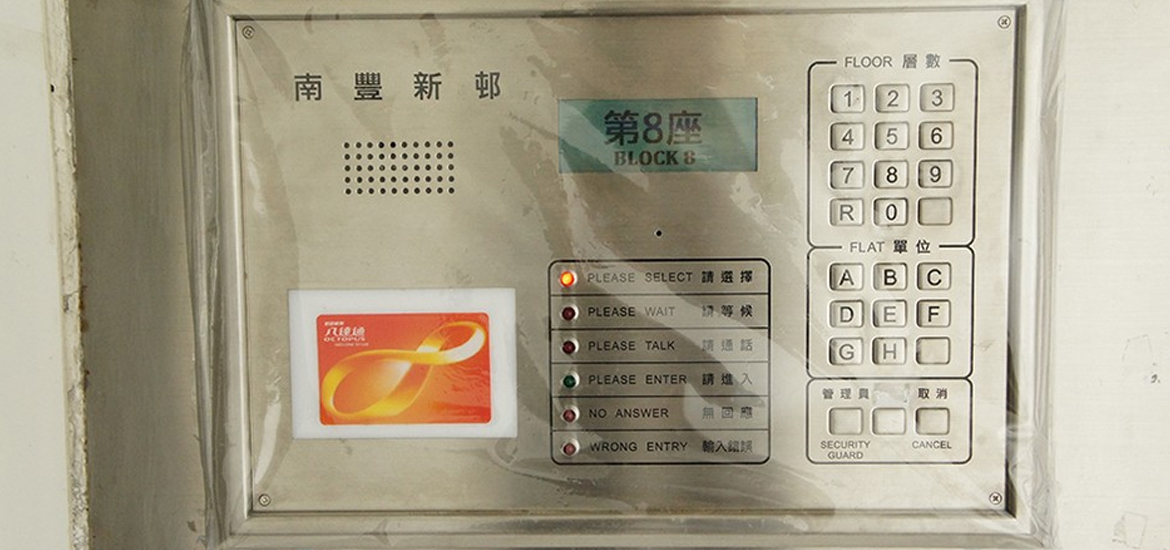 南豐新邨
第8座
BLOCK 8
八達通
OCTOPUS
PLEASE SELECT 請選擇
PLEASE WAIT 請等候
PLEASE TALK 請通話
PLEASE ENTER 請進入
NO ANSWER 無回應
WRONG ENTRY 輸入錯誤
FLOOR 層數
1 2 3
4 5 6
7 8 9
R 0
FLAT 單位
A B C
D E F
G H
管理員 取消
SECURITY GUARD CANCEL